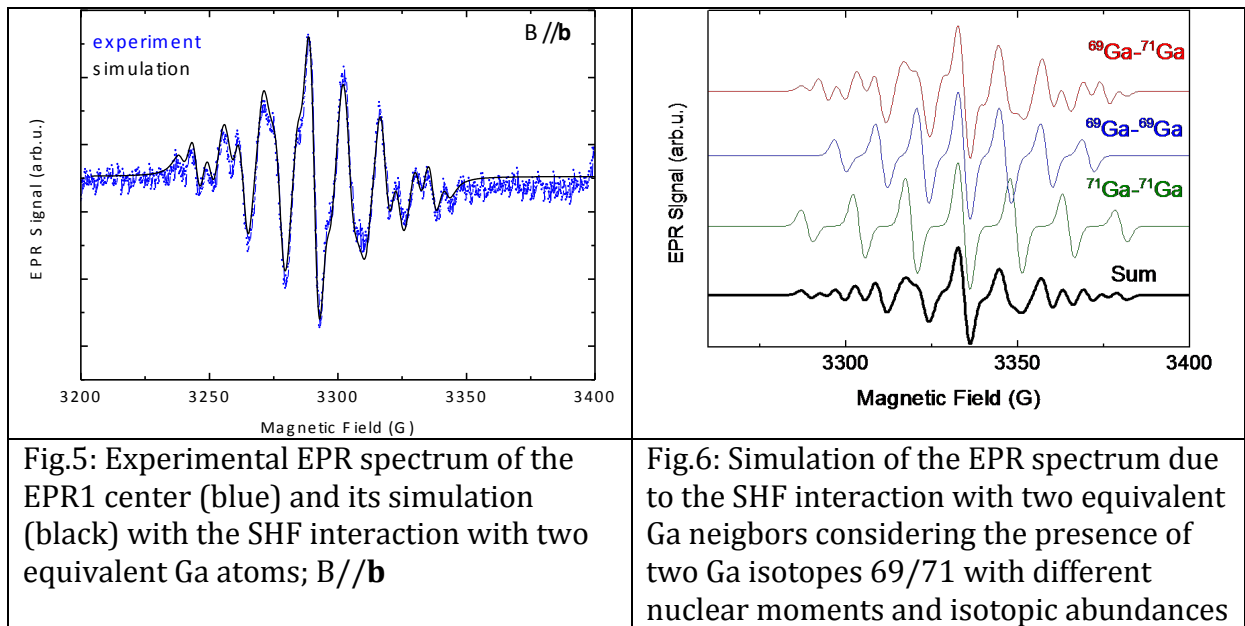 experiment
simulation
B//b
EPR Signal (arb.u.)
3200 3250 3300 3350 3400
Magnetic Field (G)
⁶⁹Ga-⁷¹Ga
⁶⁹Ga-⁶⁹Ga
⁷¹Ga-⁷¹Ga
Sum
EPR Signal (arb.u.)
3300 3350 3400
Magnetic Field (G)
Fig.5: Experimental EPR spectrum of the
EPR1 center (blue) and its simulation
(black) with the SHF interaction with two
equivalent Ga atoms; B//b
Fig.6: Simulation of the EPR spectrum due
to the SHF interaction with two equivalent
Ga neigbors considering the presence of
two Ga isotopes 69/71 with different
nuclear moments and isotopic abundances